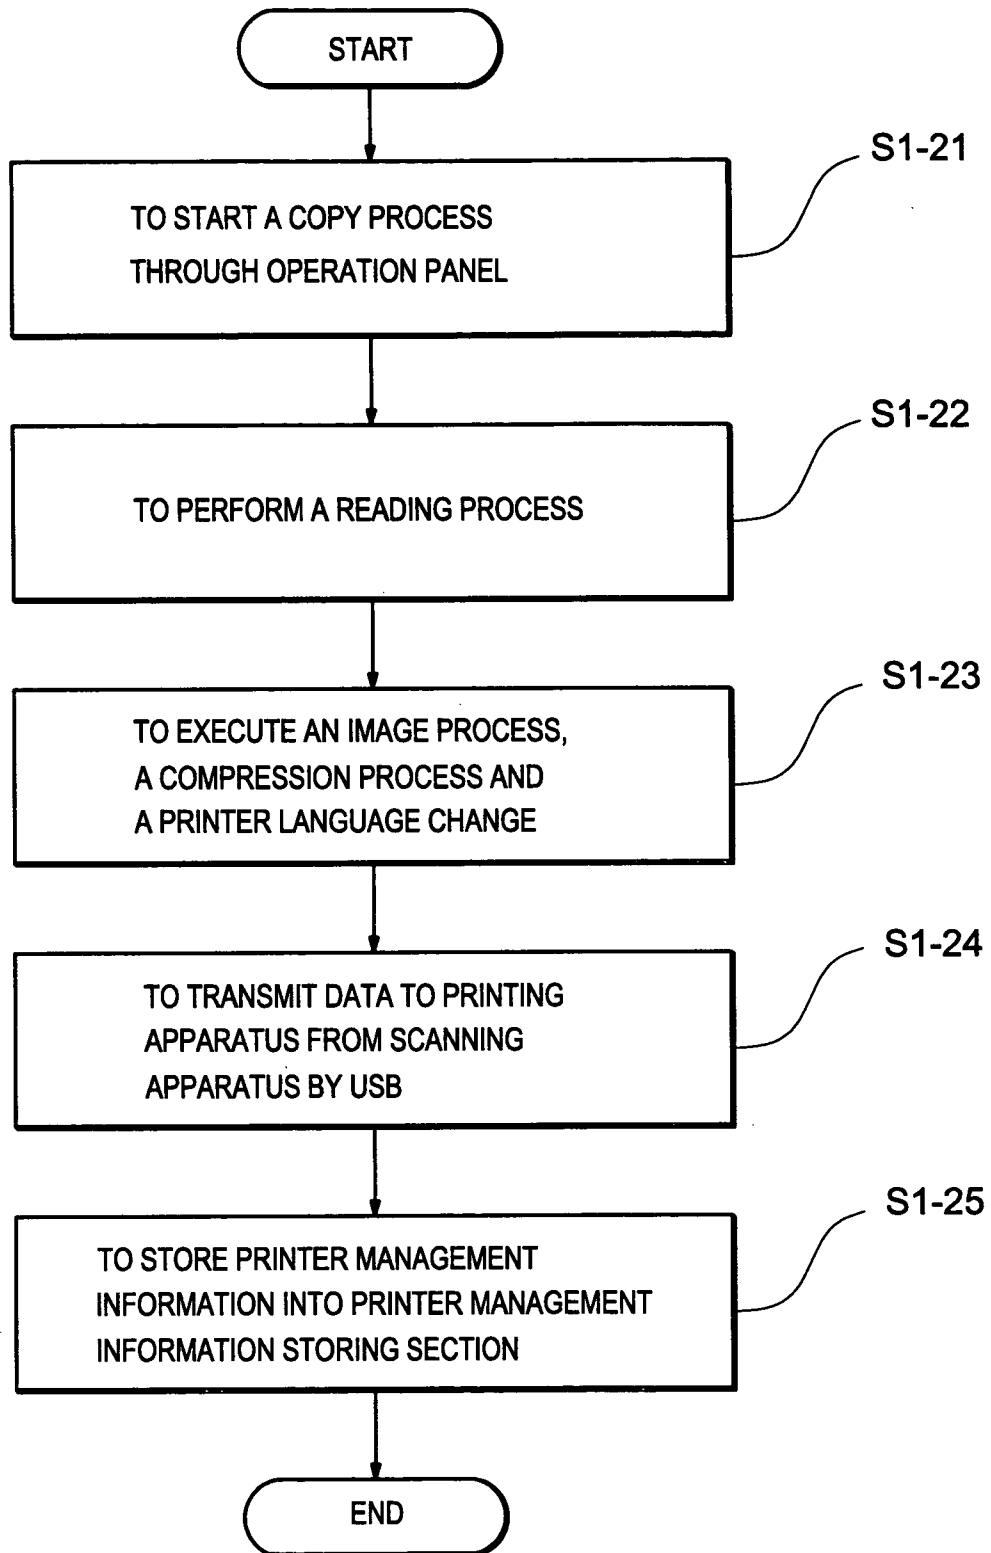 START
S1-21
TO START A COPY PROCESS
THROUGH OPERATION PANEL
S1-22
TO PERFORM A READING PROCESS
S1-23
TO EXECUTE AN IMAGE PROCESS,
A COMPRESSION PROCESS AND
A PRINTER LANGUAGE CHANGE
S1-24
TO TRANSMIT DATA TO PRINTING
APPARATUS FROM SCANNING
APPARATUS BY USB
S1-25
TO STORE PRINTER MANAGEMENT
INFORMATION INTO PRINTER MANAGEMENT
INFORMATION STORING SECTION
END